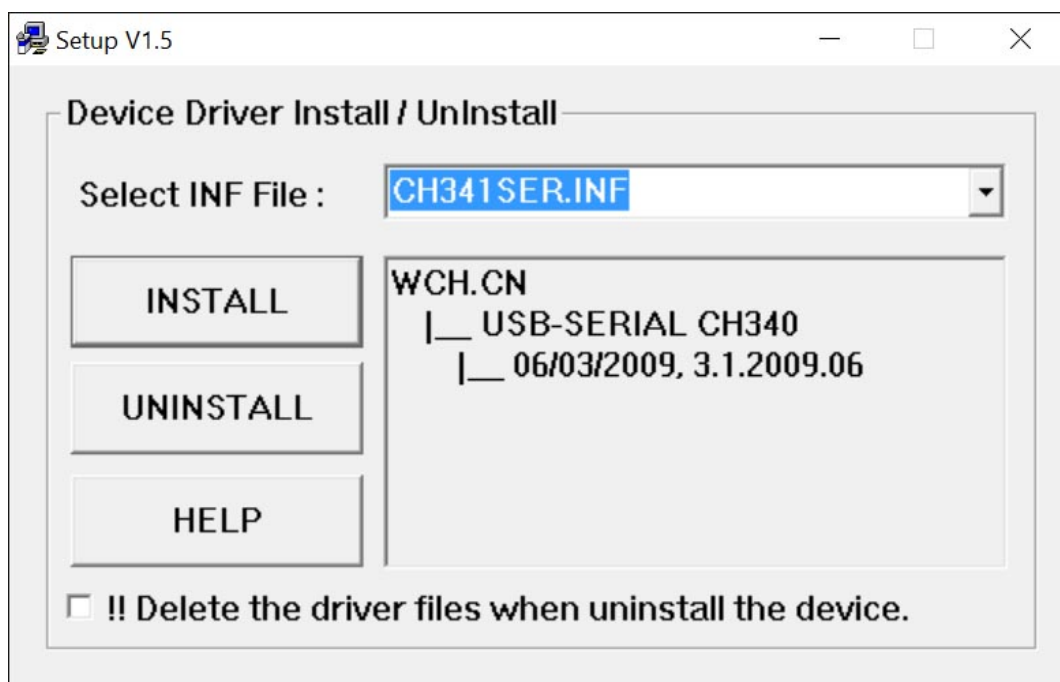 Setup V1.5
Device Driver Install / UnInstall
Select INF File :
CH341SER.INF
INSTALL
WCH.CN
|__ USB-SERIAL CH340
|__ 06/03/2009, 3.1.2009.06
UNINSTALL
HELP
!! Delete the driver files when uninstall the device.